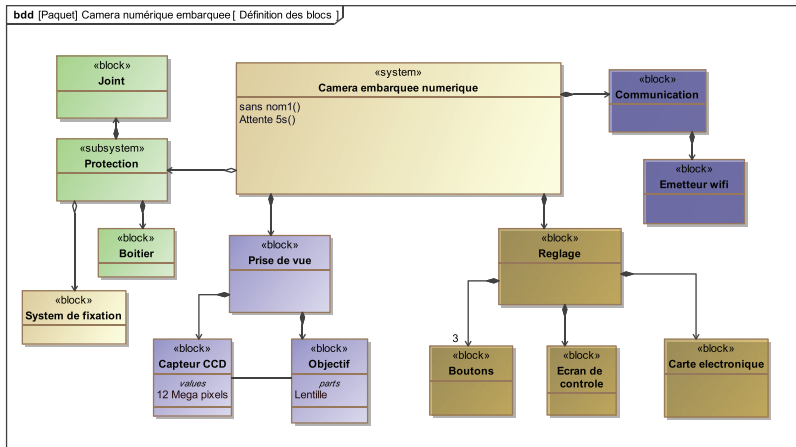 bdd [Paquet] Camera numérique embarquee [ Définition des blocs ]
«block»
Joint
«system»
Camera embarquee numerique
sans nom1()
Attente 5s()
«block»
Communication
«subsystem»
Protection
«block»
Emetteur wifi
«block»
Boitier
«block»
Prise de vue
«block»
Reglage
«block»
System de fixation
3
«block»
Capteur CCD
values
12 Mega pixels
«block»
Objectif
parts
Lentille
«block»
Boutons
«block»
Ecran de
controle
«block»
Carte electronique